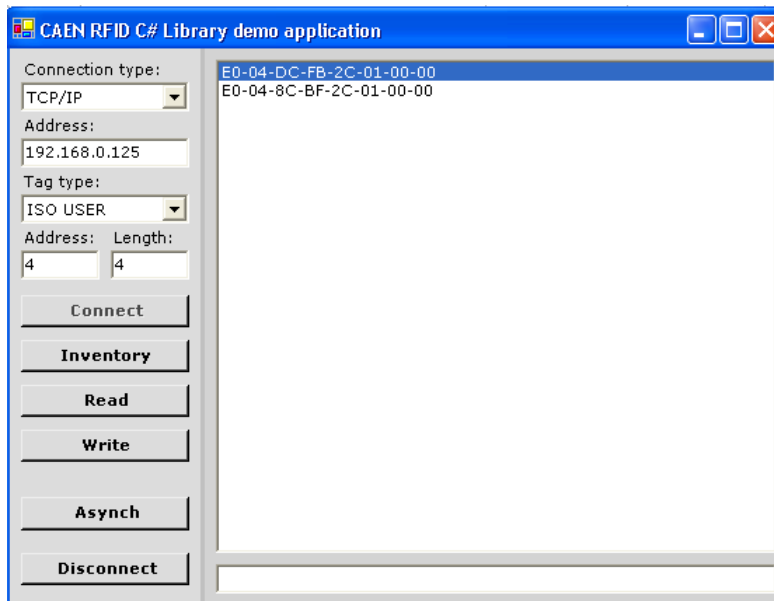 CAEN RFID C# Library demo application
Connection type:
TCP/IP
Address:
192.168.0.125
Tag type:
ISO USER
Address: Length:
4 4
Connect
Inventory
Read
Write
Asynch
Disconnect
E0-04-DC-FB-2C-01-00-00
E0-04-8C-BF-2C-01-00-00